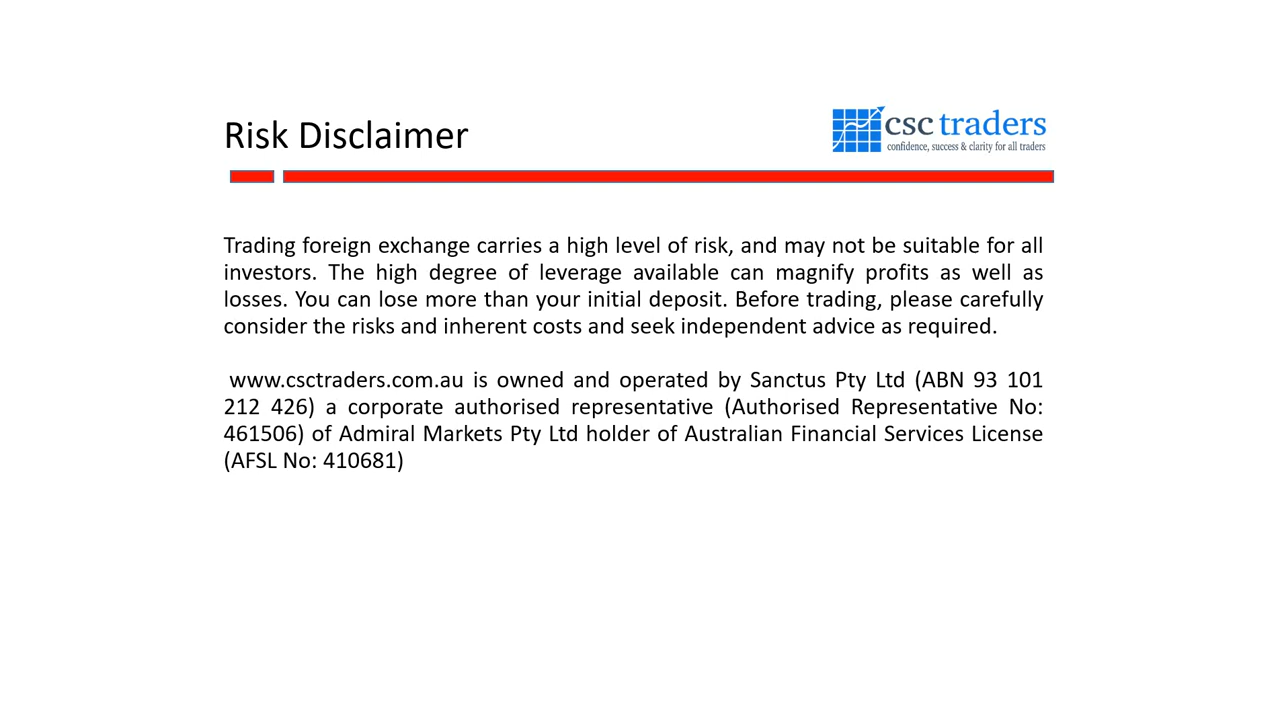 Risk Disclaimer
csc traders
confidence, success & clarity for all traders
Trading foreign exchange carries a high level of risk, and may not be suitable for all
investors. The high degree of leverage available can magnify profits as well as
losses. You can lose more than your initial deposit. Before trading, please carefully
consider the risks and inherent costs and seek independent advice as required.
www.csctraders.com.au is owned and operated by Sanctus Pty Ltd (ABN 93 101
212 426) a corporate authorised representative (Authorised Representative No:
461506) of Admiral Markets Pty Ltd holder of Australian Financial Services License
(AFSL No: 410681)